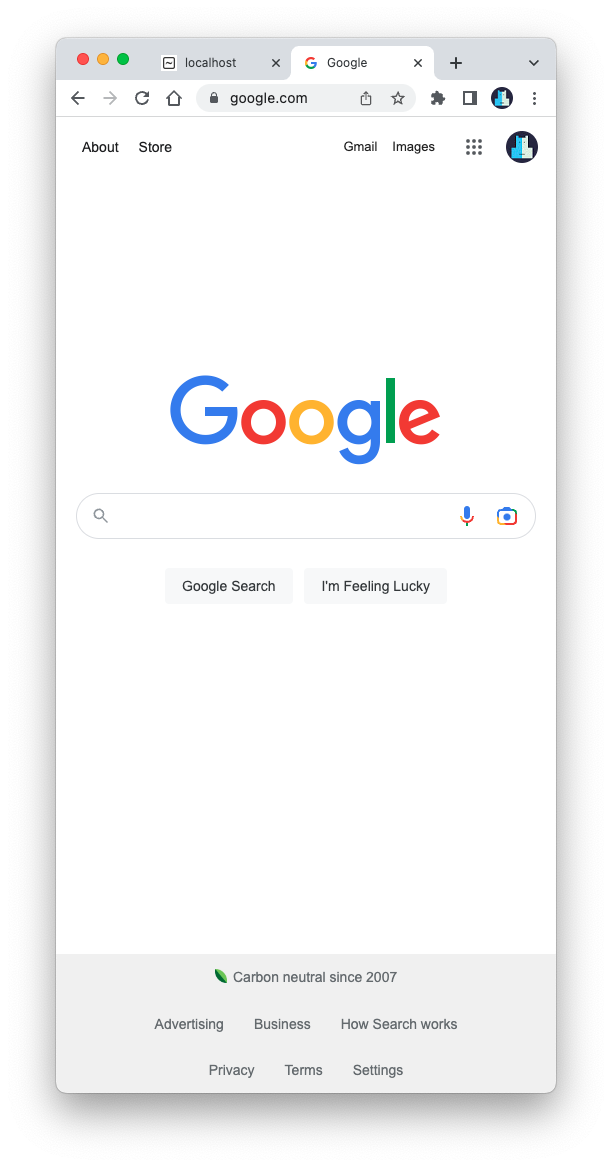 localhost Google
google.com
About Store Gmail Images
Google
Google Search I'm Feeling Lucky
Carbon neutral since 2007
Advertising Business How Search works
Privacy Terms Settings